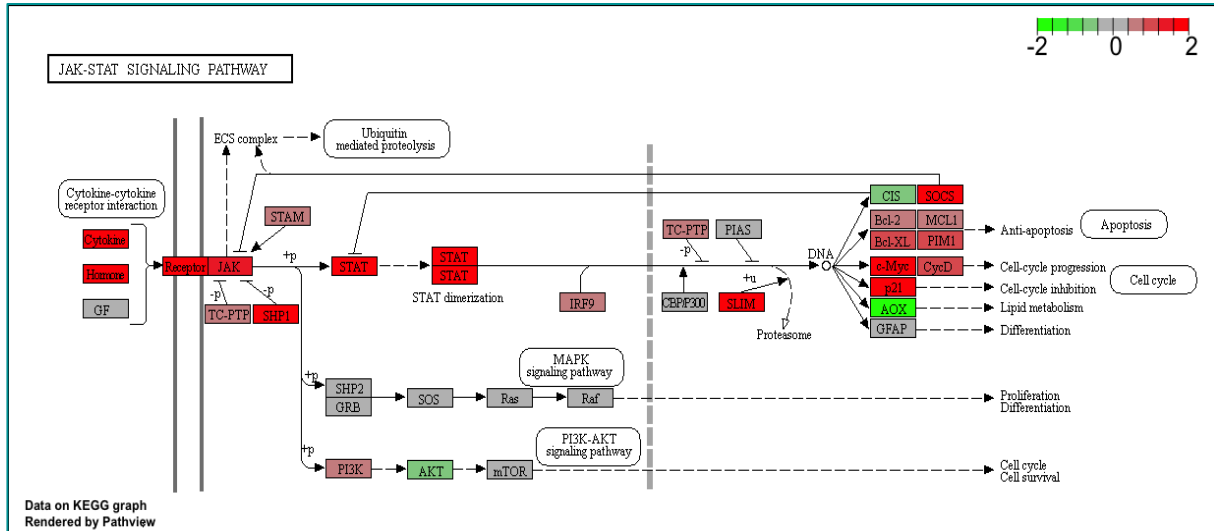 -2 0 2
JAK-STAT SIGNALING PATHWAY
ECS complex
Ubiquitin
mediated proteolysis
Cytokine-cytokine
receptor interaction
Cytokine
Hormone
GF
Receptor
JAK
STAM
+p
STAT
STAT
STAT
STAT dimerization
-p
-p
TC-PTP
SHP1
IRF9
TC-PTP
PIAS
-p
CBP/P300
+u
SLIM
Proteasome
DNA
CIS
SOCS
Bcl-2
MCL1
Bcl-XL
PIM1
c-Myc
CycD
p21
AOX
GFAP
Anti-apoptosis
Apoptosis
Cell-cycle progression
Cell-cycle inhibition
Cell cycle
Lipid metabolism
Differentiation
+p
SHP2
GRB
SOS
Ras
Raf
MAPK
signaling pathway
Proliferation
Differentiation
+p
PI3K
AKT
mTOR
PI3K-AKT
signaling pathway
Cell cycle
Cell survival
Data on KEGG graph
Rendered by Pathview